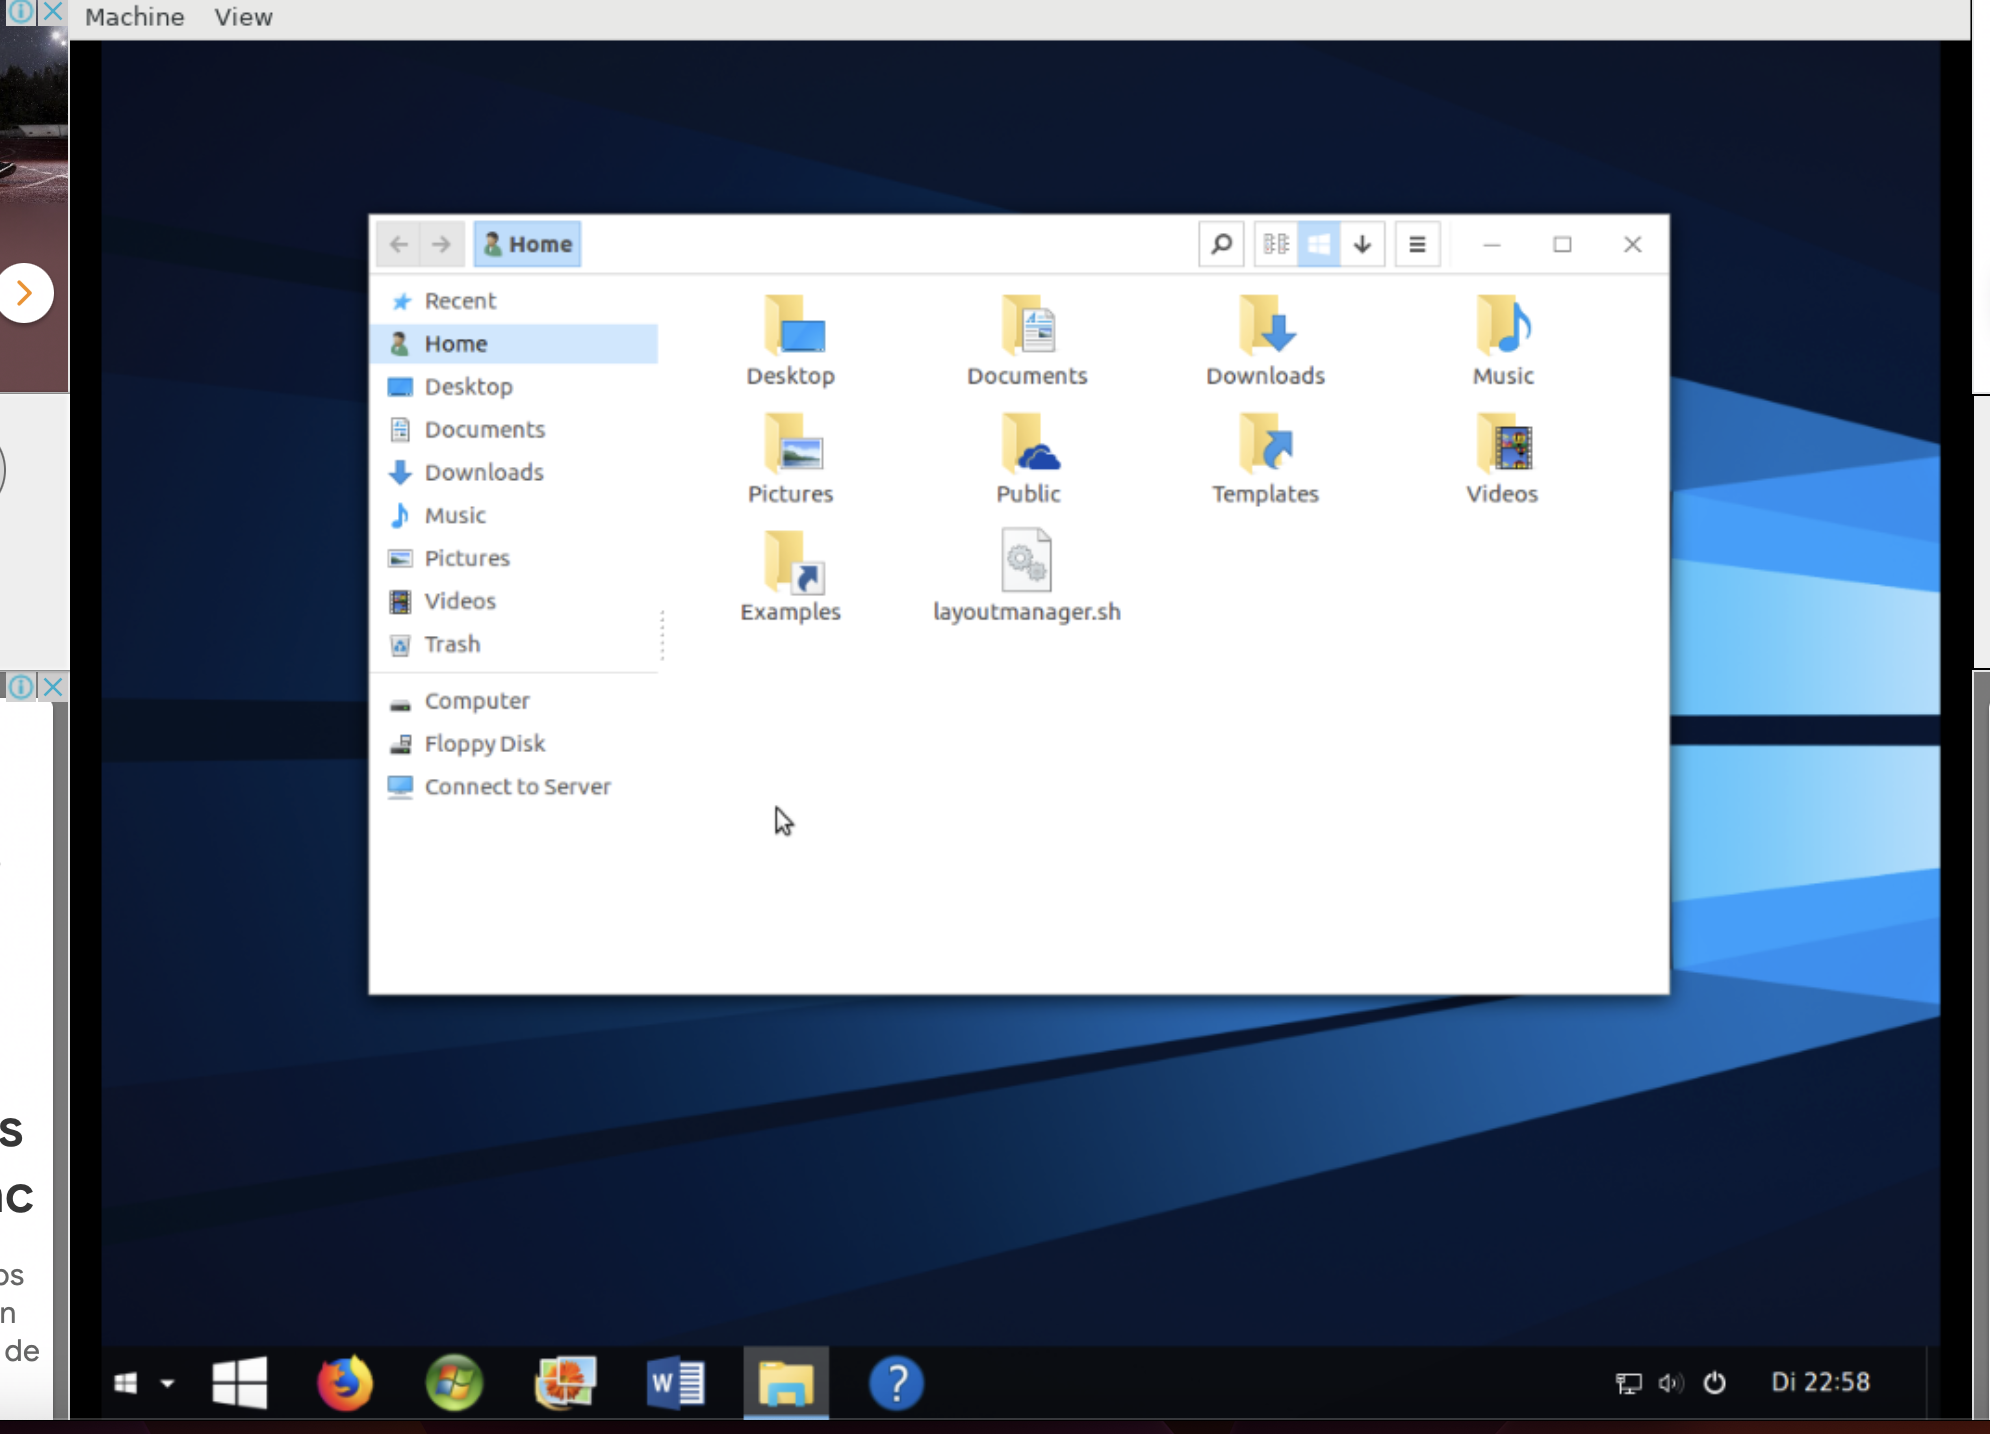 Machine View
Home
Recent
Home
Desktop
Documents
Downloads
Music
Pictures
Videos
Trash
Computer
Floppy Disk
Connect to Server
Desktop Documents Downloads Music
Pictures Public Templates Videos
Examples layoutmanager.sh
s
os
n
de
W
?
Di 22:58